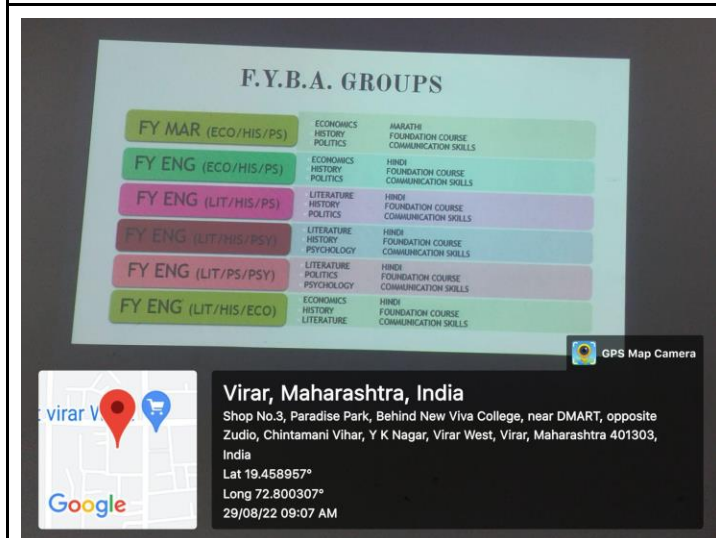 F.Y.B.A. GROUPS
FY MAR (ECO/HIS/PS)
ECONOMICS MARATHI
HISTORY FOUNDATION COURSE
POLITICS COMMUNICATION SKILLS
FY ENG (ECO/HIS/PS)
ECONOMICS HINDI
HISTORY FOUNDATION COURSE
POLITICS COMMUNICATION SKILLS
FY ENG (LIT/HIS/PS)
LITERATURE HINDI
HISTORY FOUNDATION COURSE
POLITICS COMMUNICATION SKILLS
FY ENG (LIT/HIS/PSY)
LITERATURE HINDI
HISTORY FOUNDATION COURSE
PSYCHOLOGY COMMUNICATION SKILLS
FY ENG (LIT/PS/PSY)
LITERATURE HINDI
POLITICS FOUNDATION COURSE
PSYCHOLOGY COMMUNICATION SKILLS
FY ENG (LIT/HIS/ECO)
ECONOMICS HINDI
HISTORY FOUNDATION COURSE
LITERATURE COMMUNICATION SKILLS
GPS Map Camera
virar
Google
Virar, Maharashtra, India
Shop No.3, Paradise Park, Behind New Viva College, near DMART, opposite
Zudio, Chintamani Vihar, Y K Nagar, Virar West, Virar, Maharashtra 401303,
India
Lat 19.458957°
Long 72.800307°
29/08/22 09:07 AM